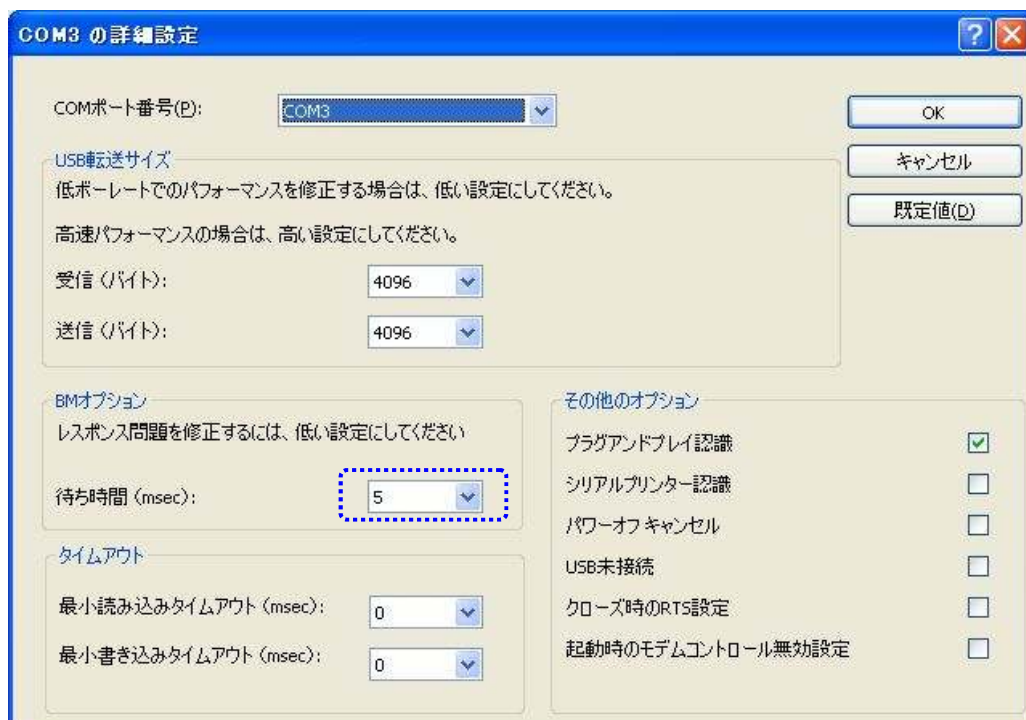 COM3 の詳細設定
COMポート番号(P):
COM3
OK
キャンセル
既定値(D)
USB転送サイズ
低ボーレートでのパフォーマンスを修正する場合は、低い設定にしてください。
高速パフォーマンスの場合は、高い設定にしてください。
受信 (バイト):
4096
送信 (バイト):
4096
BMオプション
レスポンス問題を修正するには、低い設定にしてください
待ち時間 (msec):
5
タイムアウト
最小読み込みタイムアウト (msec):
0
最小書き込みタイムアウト (msec):
0
その他のオプション
プラグアンドプレイ認識
シリアルプリンター認識
パワーオフ キャンセル
USB未接続
クローズ時のRTS設定
起動時のモデムコントロール無効設定